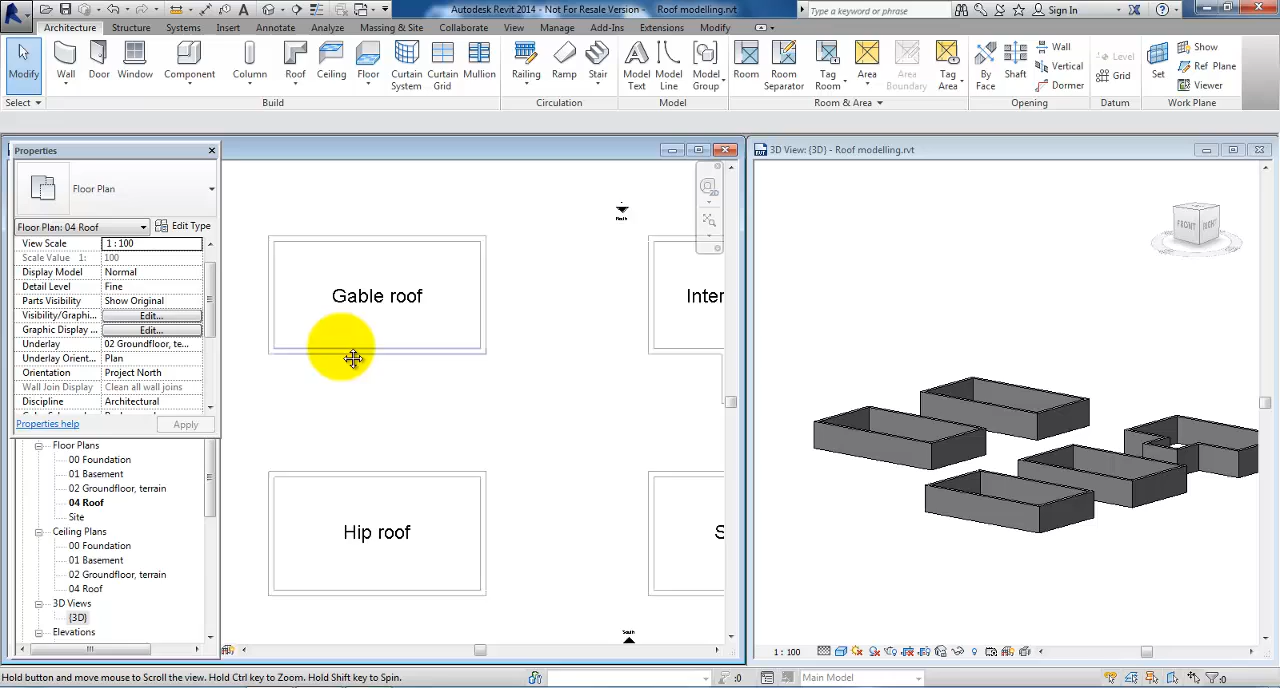 Autodesk Revit 2014 - Not For Resale Version - Roof modelling.rvt
Type a keyword or phrase
Sign In
Architecture Structure Systems Insert Annotate Analyze Massing & Site Collaborate View Manage Add-Ins Extensions Modify
Modify Wall Door Window Component Column Roof Ceiling Floor Curtain System Curtain Grid Mullion Railing Ramp Stair Model Text Model Line Model Group Room Room Separator Tag Room Area Area Boundary Tag Area By Face Shaft Wall Vertical Dormer Level Grid Set Show Ref Plane Viewer
Select Build Circulation Model Room & Area Opening Datum Work Plane
Properties
Floor Plan
Floor Plan: 04 Roof Edit Type
View Scale 1 : 100
Scale Value 1: 100
Display Model Normal
Detail Level Fine
Parts Visibility Show Original
Visibility/Graphi... Edit...
Graphic Display ... Edit...
Underlay 02 Groundfloor, te...
Underlay Orient... Plan
Orientation Project North
Wall Join Display Clean all wall joins
Discipline Architectural
Properties help Apply
Floor Plans
00 Foundation
01 Basement
02 Groundfloor, terrain
04 Roof
Site
Ceiling Plans
00 Foundation
01 Basement
02 Groundfloor, terrain
04 Roof
3D Views
{3D}
Elevations
Gable roof
Inter
Hip roof
S
North
South
2D
3D View: {3D} - Roof modelling.rvt
FRONT RIGHT
1 : 100
Hold button and move mouse to Scroll the view. Hold Ctrl key to Zoom. Hold Shift key to Spin.
:0
Main Model
:0